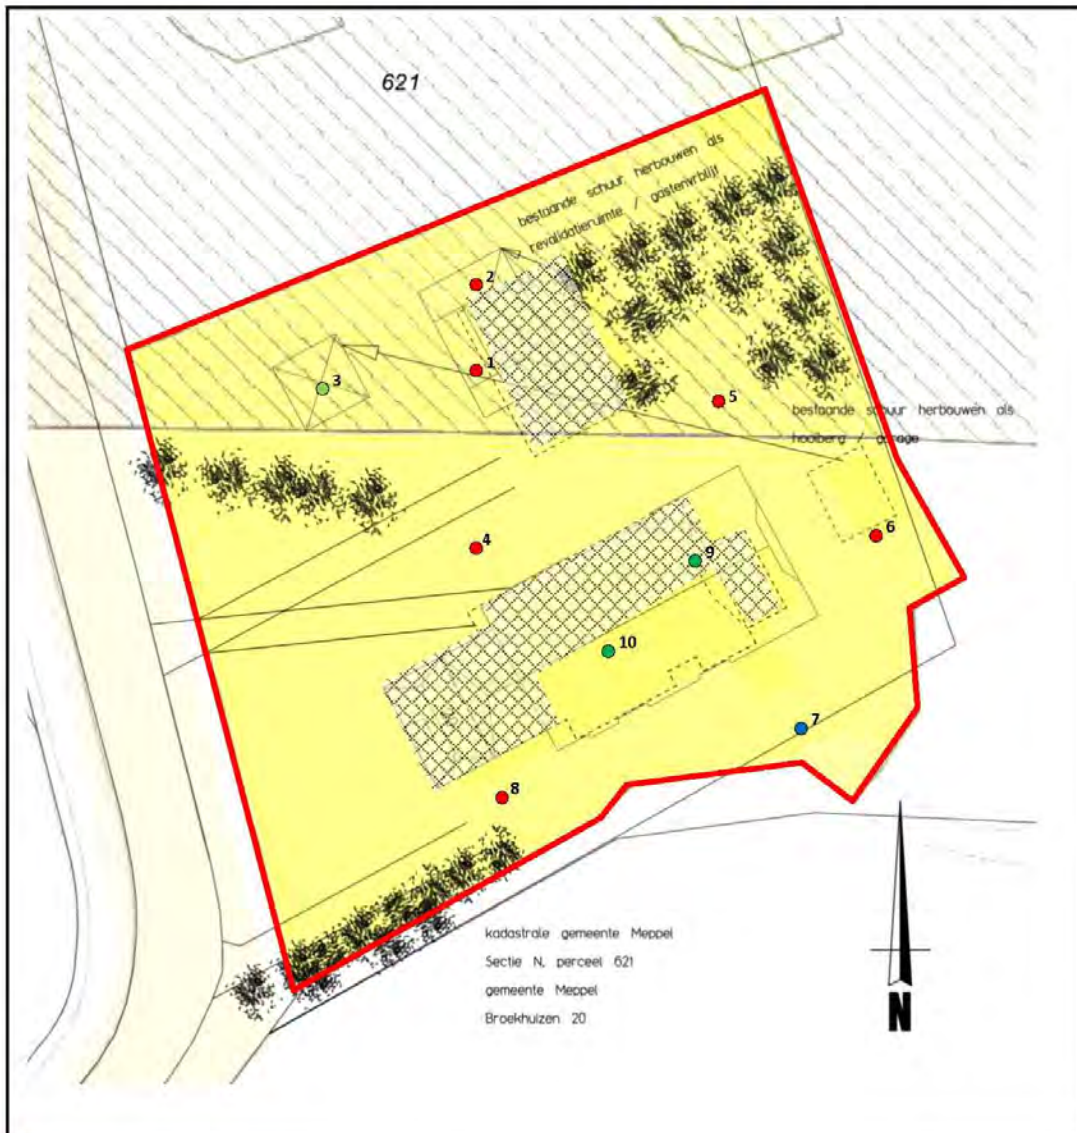 621
bestaande schuur herbouwen als
revalidatieruimte / gastenvrblijf
2
1
3
5
bestaande schuur herbouwen als
hooiberg / garage
4
6
9
10
7
8
kadastrale gemeente Meppel
Sectie N, perceel 621
gemeente Meppel
Broekhuizen 20
N